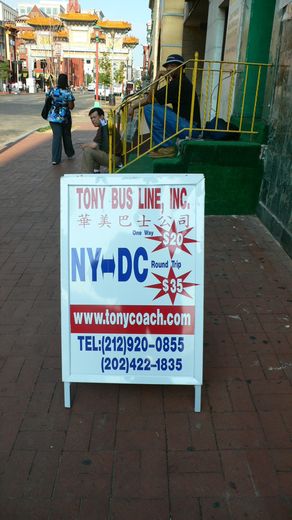 TONY BUS LINE, INC.
華美巴士公司
One Way
$20
NY DC
Round Trip
$35
www.tonycoach.com
TEL:(212)920-0855
(202)422-1835